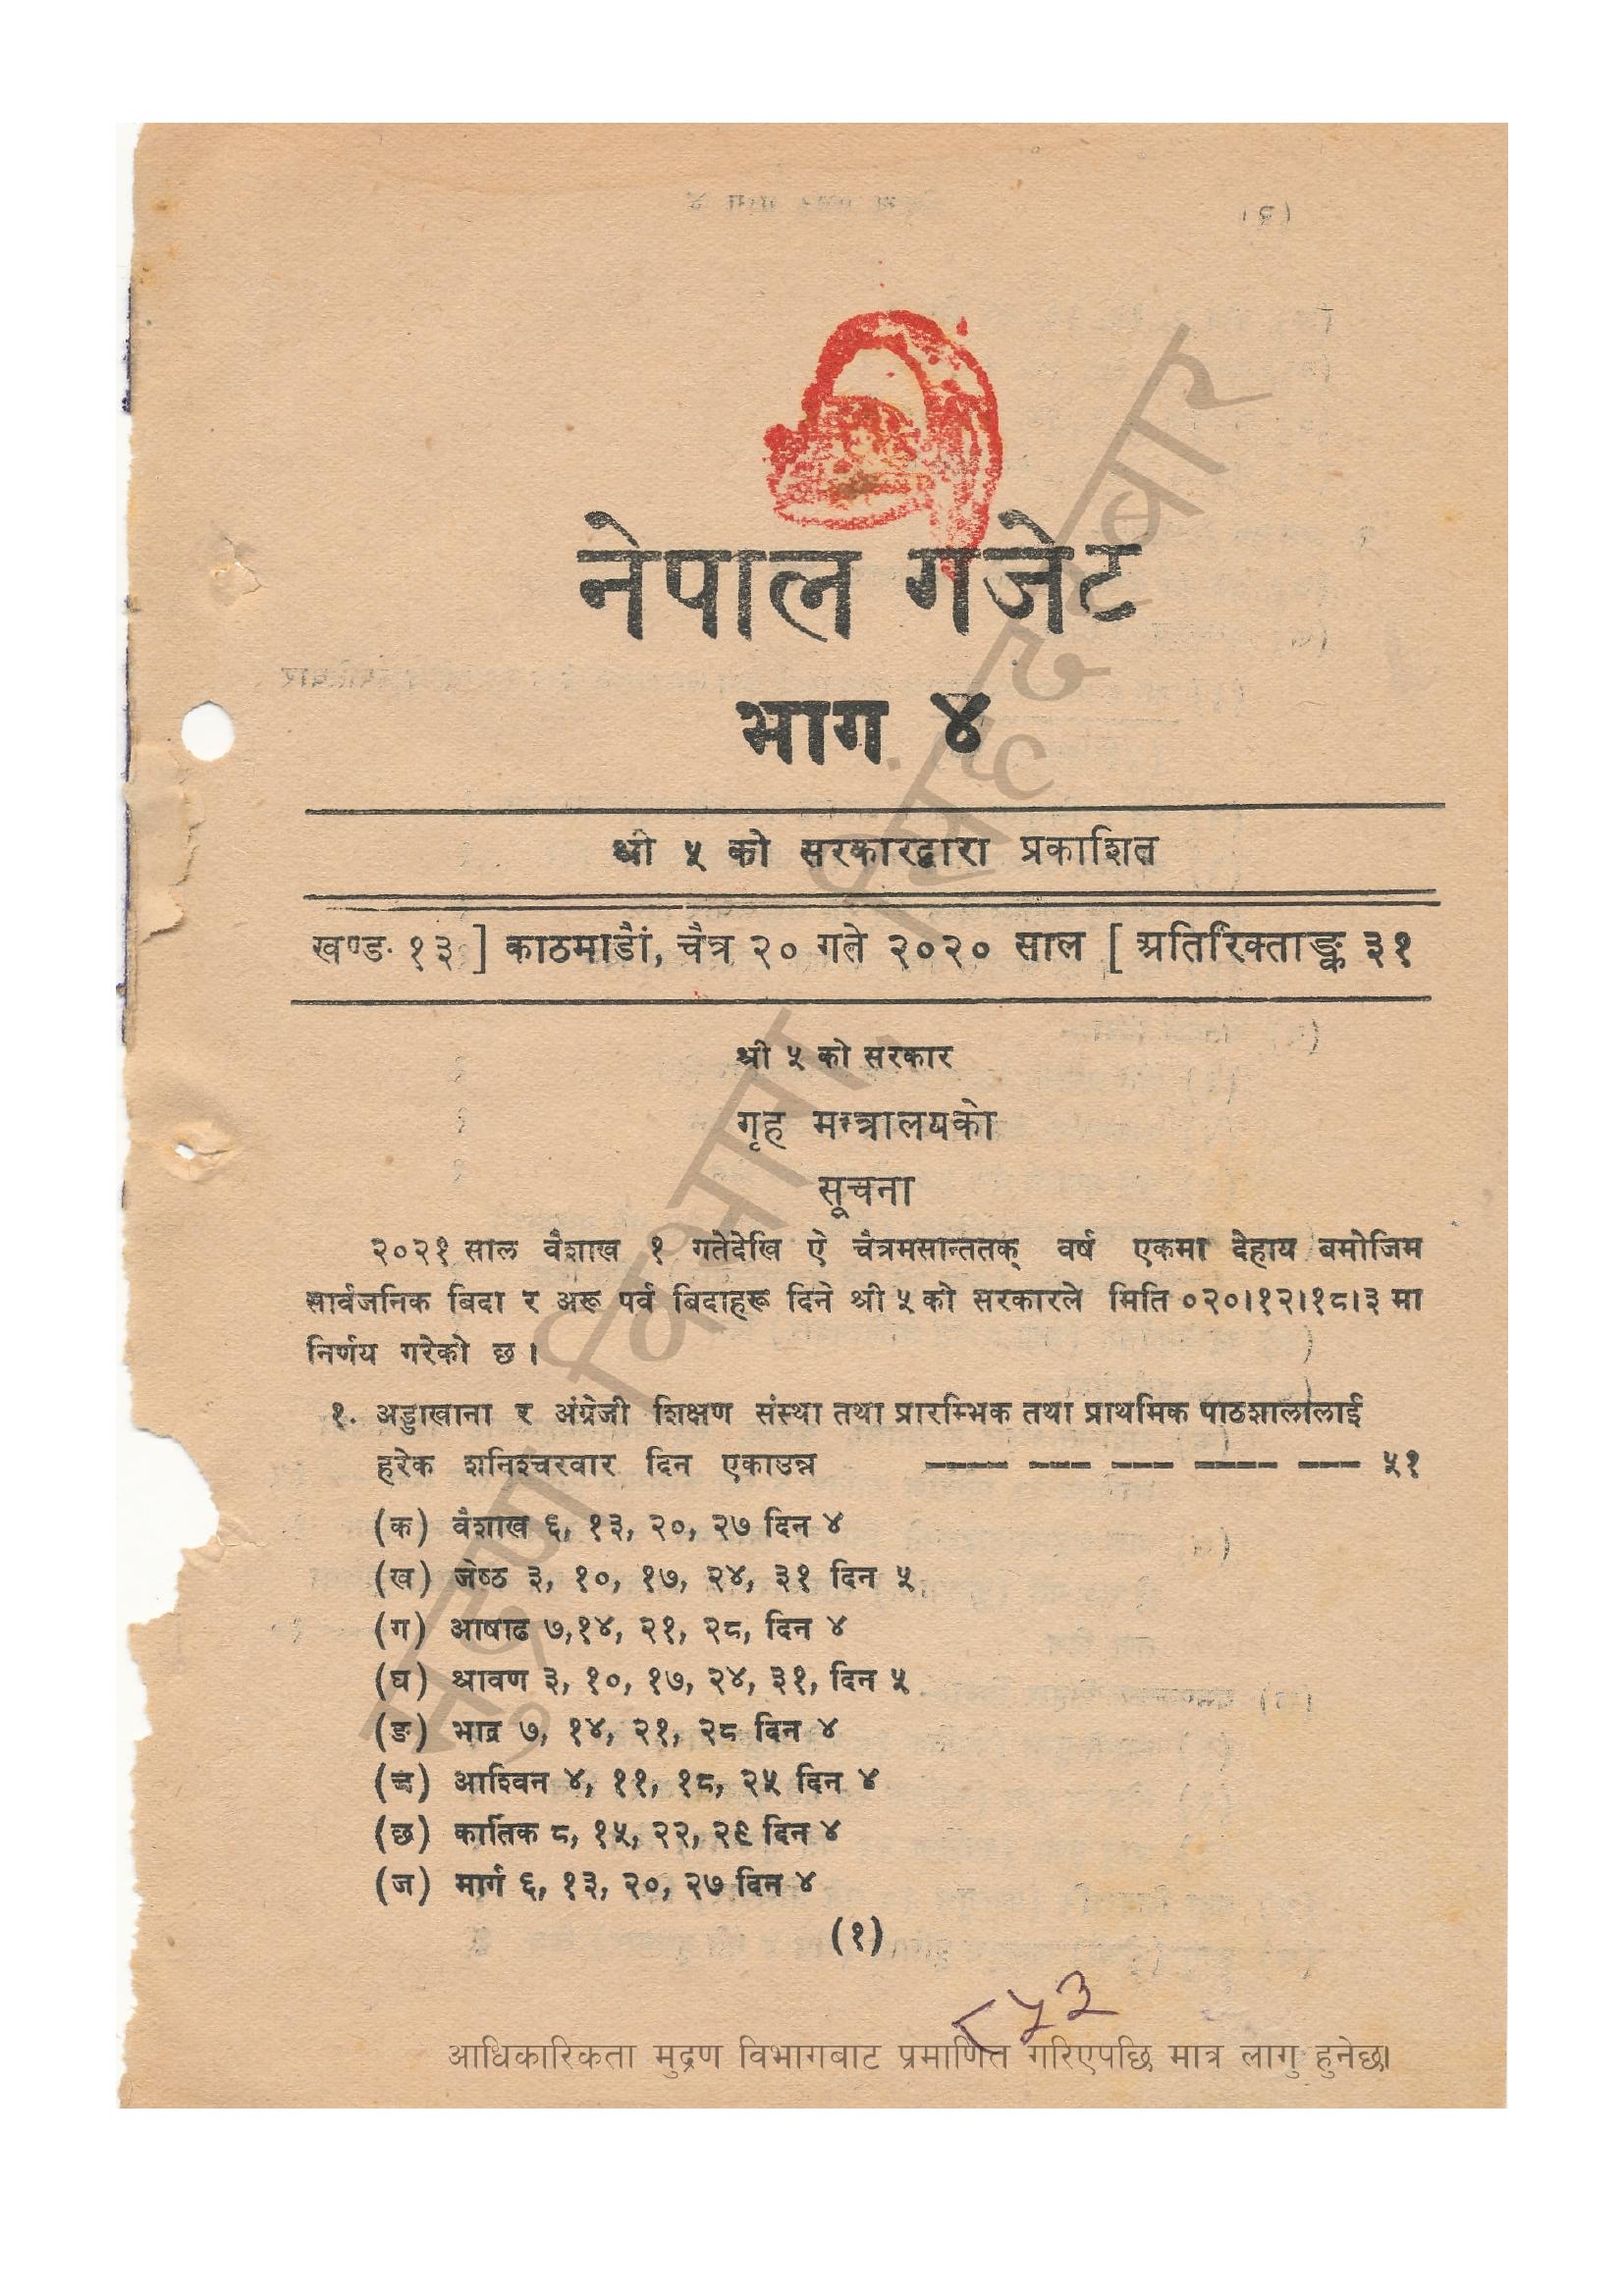 नेपाल गजेट
भाग ४
श्री ५ को सरकारद्वारा प्रकाशित
खण्ड १३ ] काठमाडौं, चैत्र २० गते २०२० साल [ अतिरिक्ताङ्क ३१
श्री ५ को सरकार
गृह मन्त्रालयको
सूचना
२०२१ साल वैशाख १ गतेदेखि ऐ चैत्रमसान्ततक् वर्ष एकमा देहाय बमोजिम
सार्वजनिक बिदा र अरू पर्व बिदाहरू दिने श्री ५ को सरकारले मिति ०२०।१२।१८।३ मा
निर्णय गरेको छ ।
१. अड्डाखाना र अंग्रेजी शिक्षण संस्था तथा प्रारम्भिक तथा प्राथमिक पाठशालालाई
हरेक शनिश्चरवार दिन एकाउन्न — — — — — ५१
(क) वैशाख ६, १३, २०, २७ दिन ४
(ख) जेष्ठ ३, १०, १७, २४, ३१ दिन ५
(ग) आषाढ ७,१४, २१, २८, दिन ४
(घ) श्रावण ३, १०, १७, २४, ३१, दिन ५
(ङ) भाद्र ७, १४, २१, २८ दिन ४
(च) आश्विन ४, ११, १८, २५ दिन ४
(छ) कार्तिक ८, १५, २२, २९ दिन ४
(ज) मार्ग ६, १३, २०, २७ दिन ४
(१)
८५३
आधिकारिकता मुद्रण विभागबाट प्रमाणित गरिएपछि मात्र लागु हुनेछ।
मुद्रण विभाग, सिंहदरबार